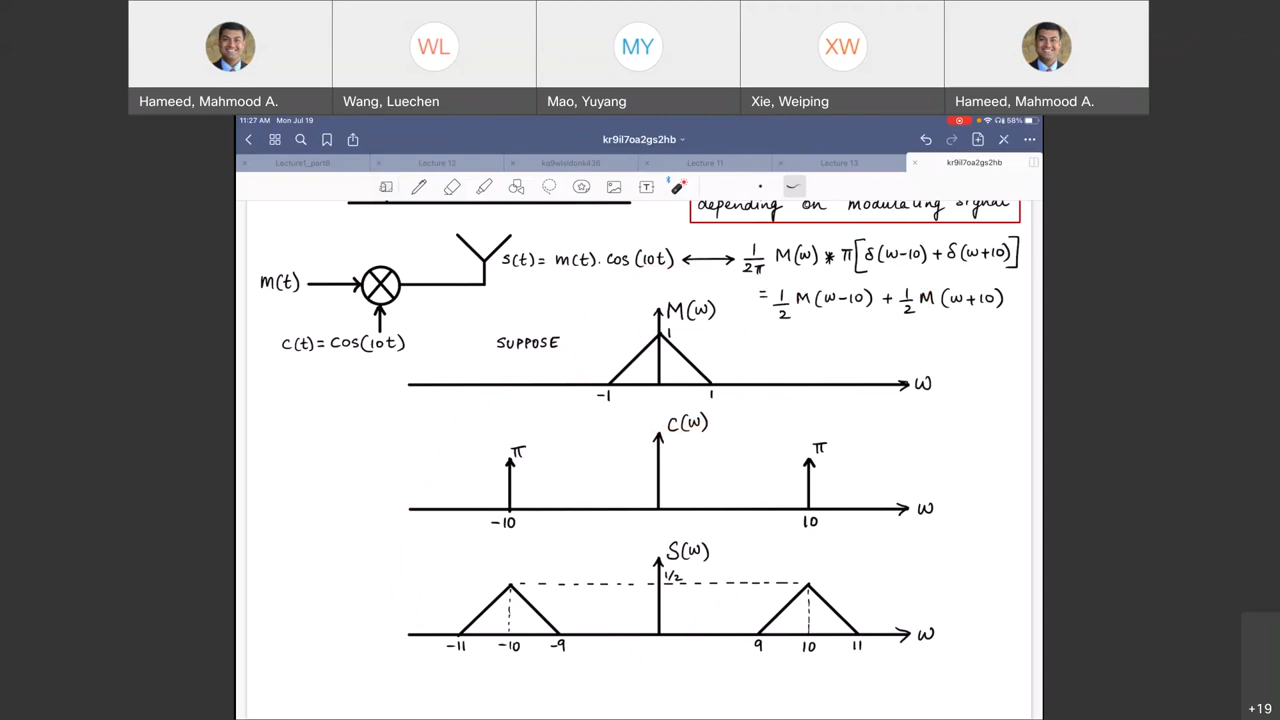 WL
MY
XW
Hameed, Mahmood A.
Wang, Luechen
Mao, Yuyang
Xie, Weiping
Hameed, Mahmood A.
11:27 AM Mon Jul 19
58%
kr9il7oa2gs2hb
Lecture1_part6
Lecture 12
kq9wlsldonk436
Lecture 11
Lecture 13
kr9il7oa2gs2hb
depending on modulating signal
m(t)
s(t) = m(t). cos(10t) ⟷ 1/2π M(ω) * π[δ(ω-10) + δ(ω+10)]
= 1/2 M(ω-10) + 1/2 M(ω+10)
c(t) = cos(10t)
SUPPOSE
M(ω)
1
-1
1
ω
C(ω)
π
π
-10
10
ω
S(ω)
1/2
-11
-10
-9
9
10
11
ω
+19